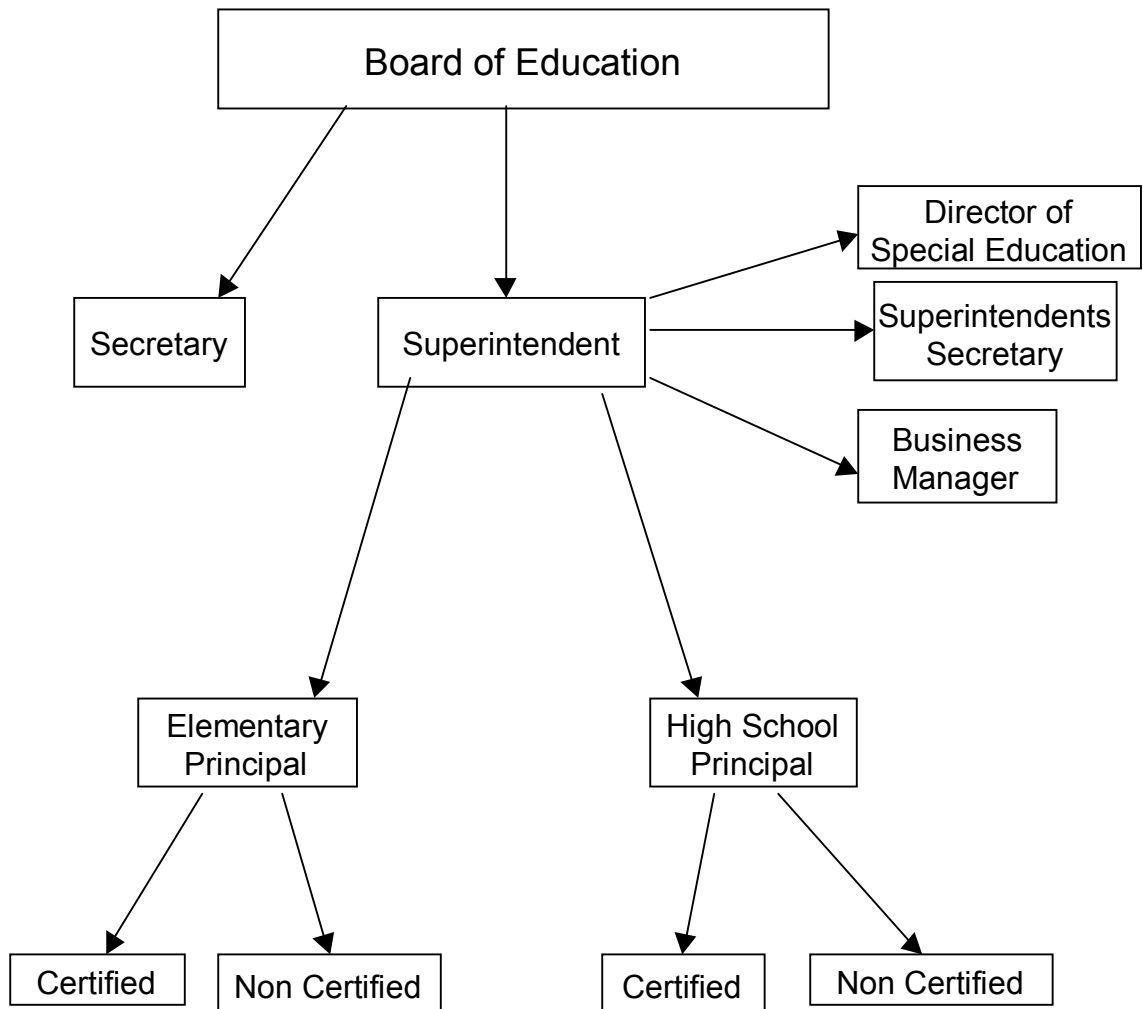 Board of Education
Director of
Special Education
Secretary
Superintendent
Superintendents
Secretary
Business
Manager
Elementary
Principal
High School
Principal
Certified
Non Certified
Certified
Non Certified